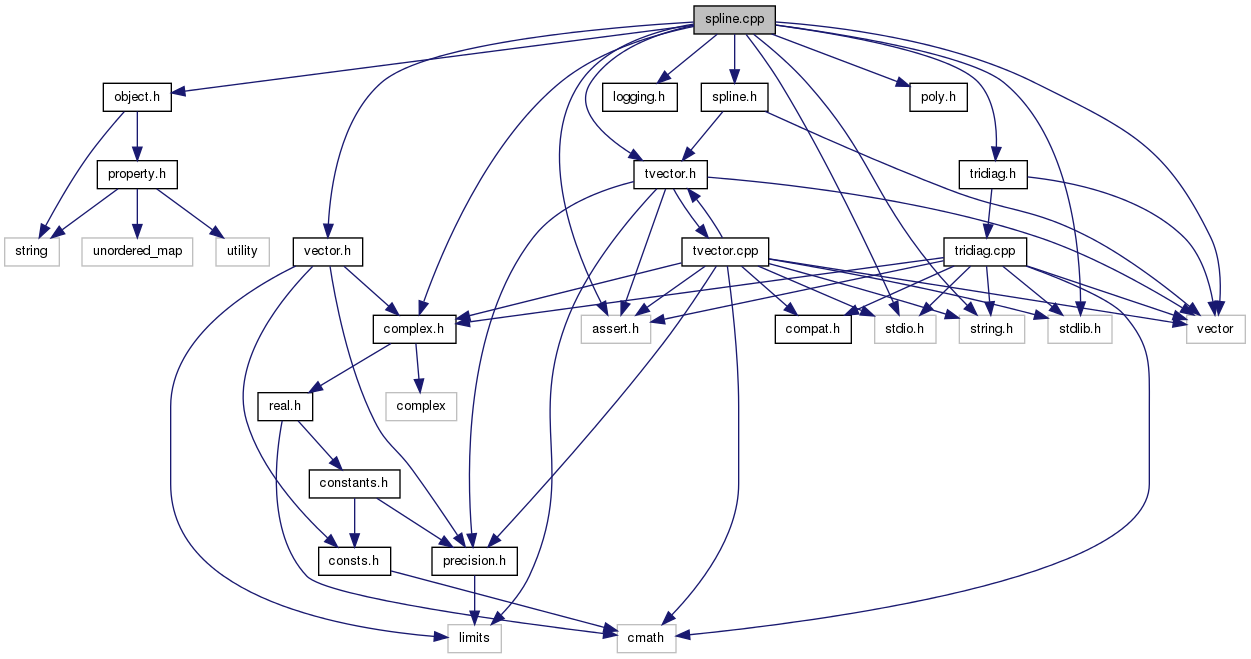 spline.cpp
object.h
logging.h
spline.h
poly.h
property.h
tvector.h
tridiag.h
string
unordered_map
utility
vector.h
tvector.cpp
tridiag.cpp
complex.h
assert.h
compat.h
stdio.h
string.h
stdlib.h
vector
real.h
complex
constants.h
consts.h
precision.h
limits
cmath